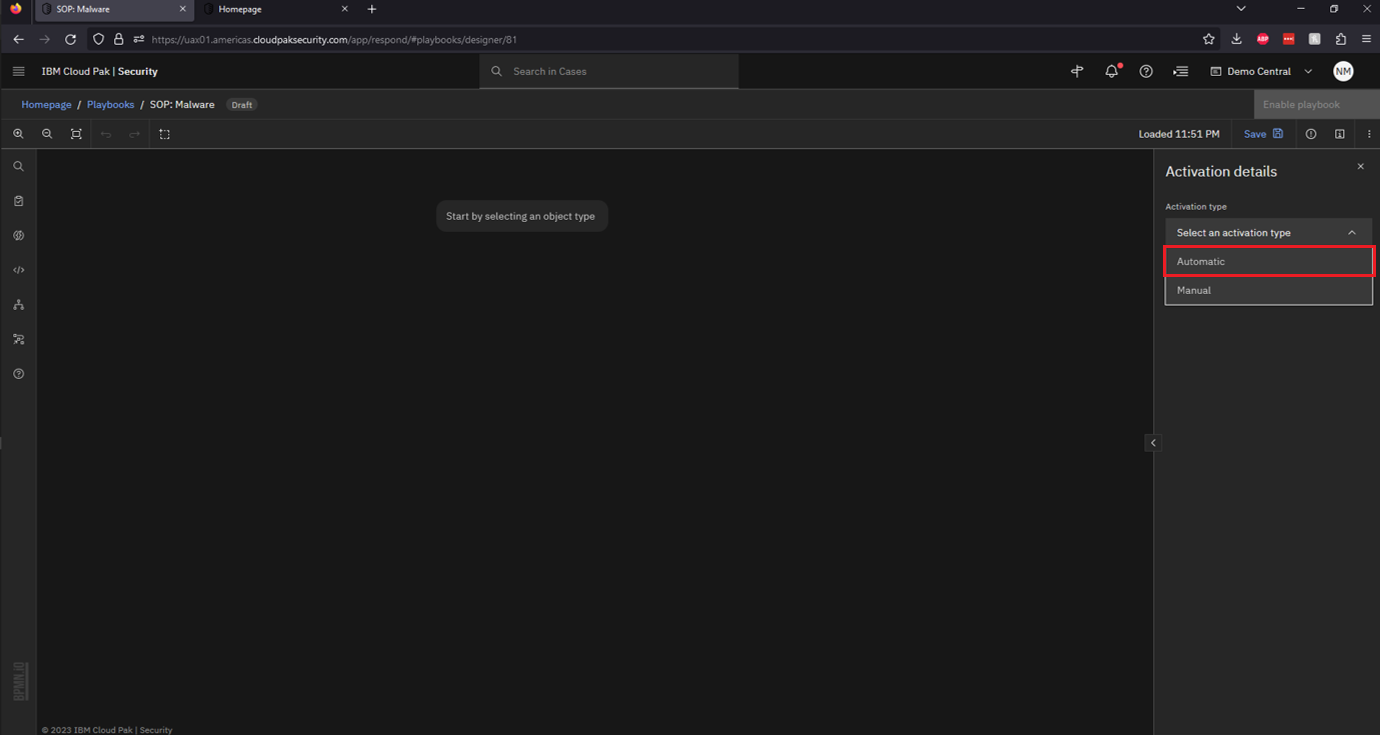 SOP: Malware
Homepage
https://uax01.americas.cloudpaksecurity.com/app/respond/#playbooks/designer/81
ABP
IBM Cloud Pak | Security
Search in Cases
Demo Central
NM
Homepage / Playbooks / SOP: Malware Draft
Enable playbook
Loaded 11:51 PM
Save
Start by selecting an object type
Activation details
Activation type
Select an activation type
Automatic
Manual
BPMN.iO
© 2023 IBM Cloud Pak | Security